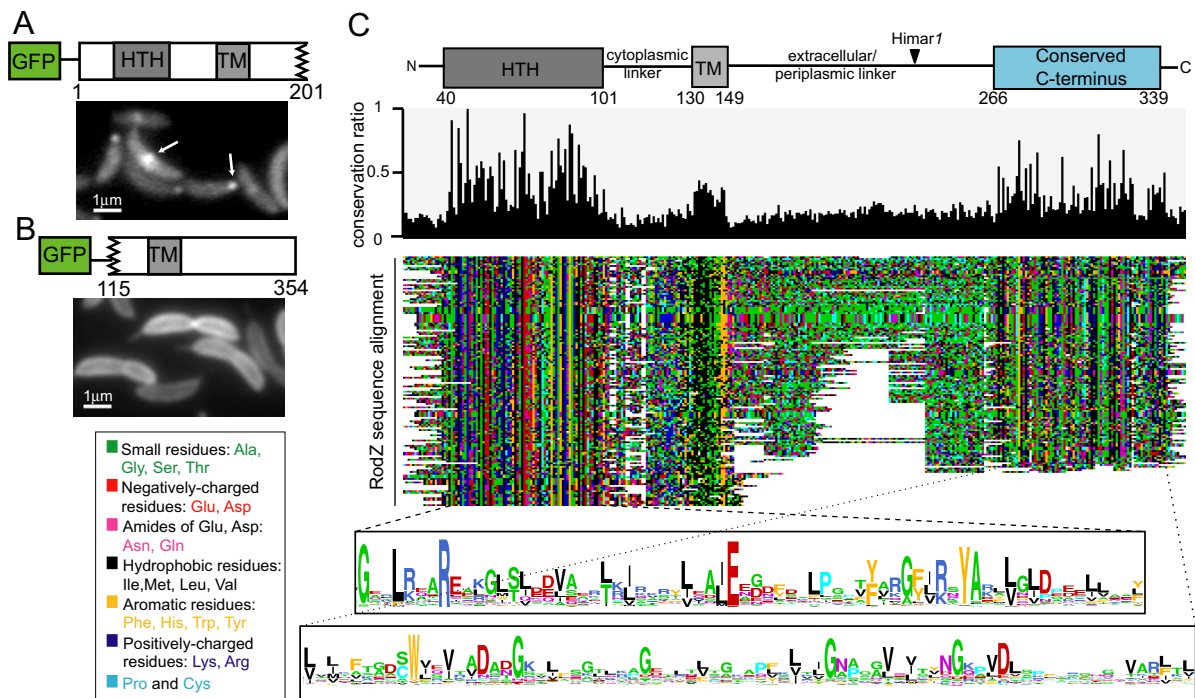 A
GFP
HTH
TM
1
201
1μm
B
GFP
TM
115
354
1μm
Small residues: Ala,
Gly, Ser, Thr
Negatively-charged
residues: Glu, Asp
Amides of Glu, Asp:
Asn, Gln
Hydrophobic residues:
Ile,Met, Leu, Val
Aromatic residues:
Phe, His, Trp, Tyr
Positively-charged
residues: Lys, Arg
Pro and Cys
C
N
HTH
cytoplasmic
linker
TM
extracellular/
periplasmic linker
Himar1
Conserved
C-terminus
C
40
101
130
149
266
339
conservation ratio
1
0.5
0
RodZ sequence alignment